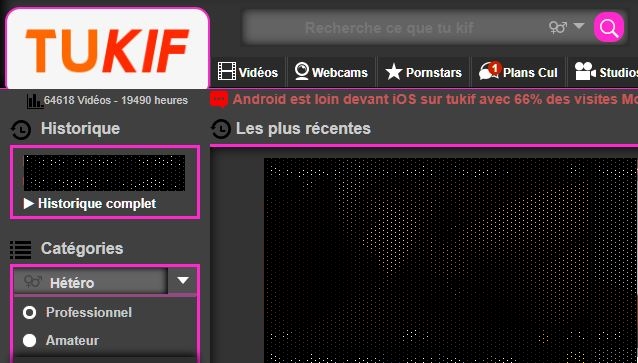 TUKIF
Recherche ce que tu kif
Vidéos
Webcams
Pornstars
1
Plans Cul
Studios
64618 Vidéos - 19490 heures
Android est loin devant iOS sur tukif avec 66% des visites
Historique
Les plus récentes
Historique complet
Catégories
Hétéro
Professionnel
Amateur